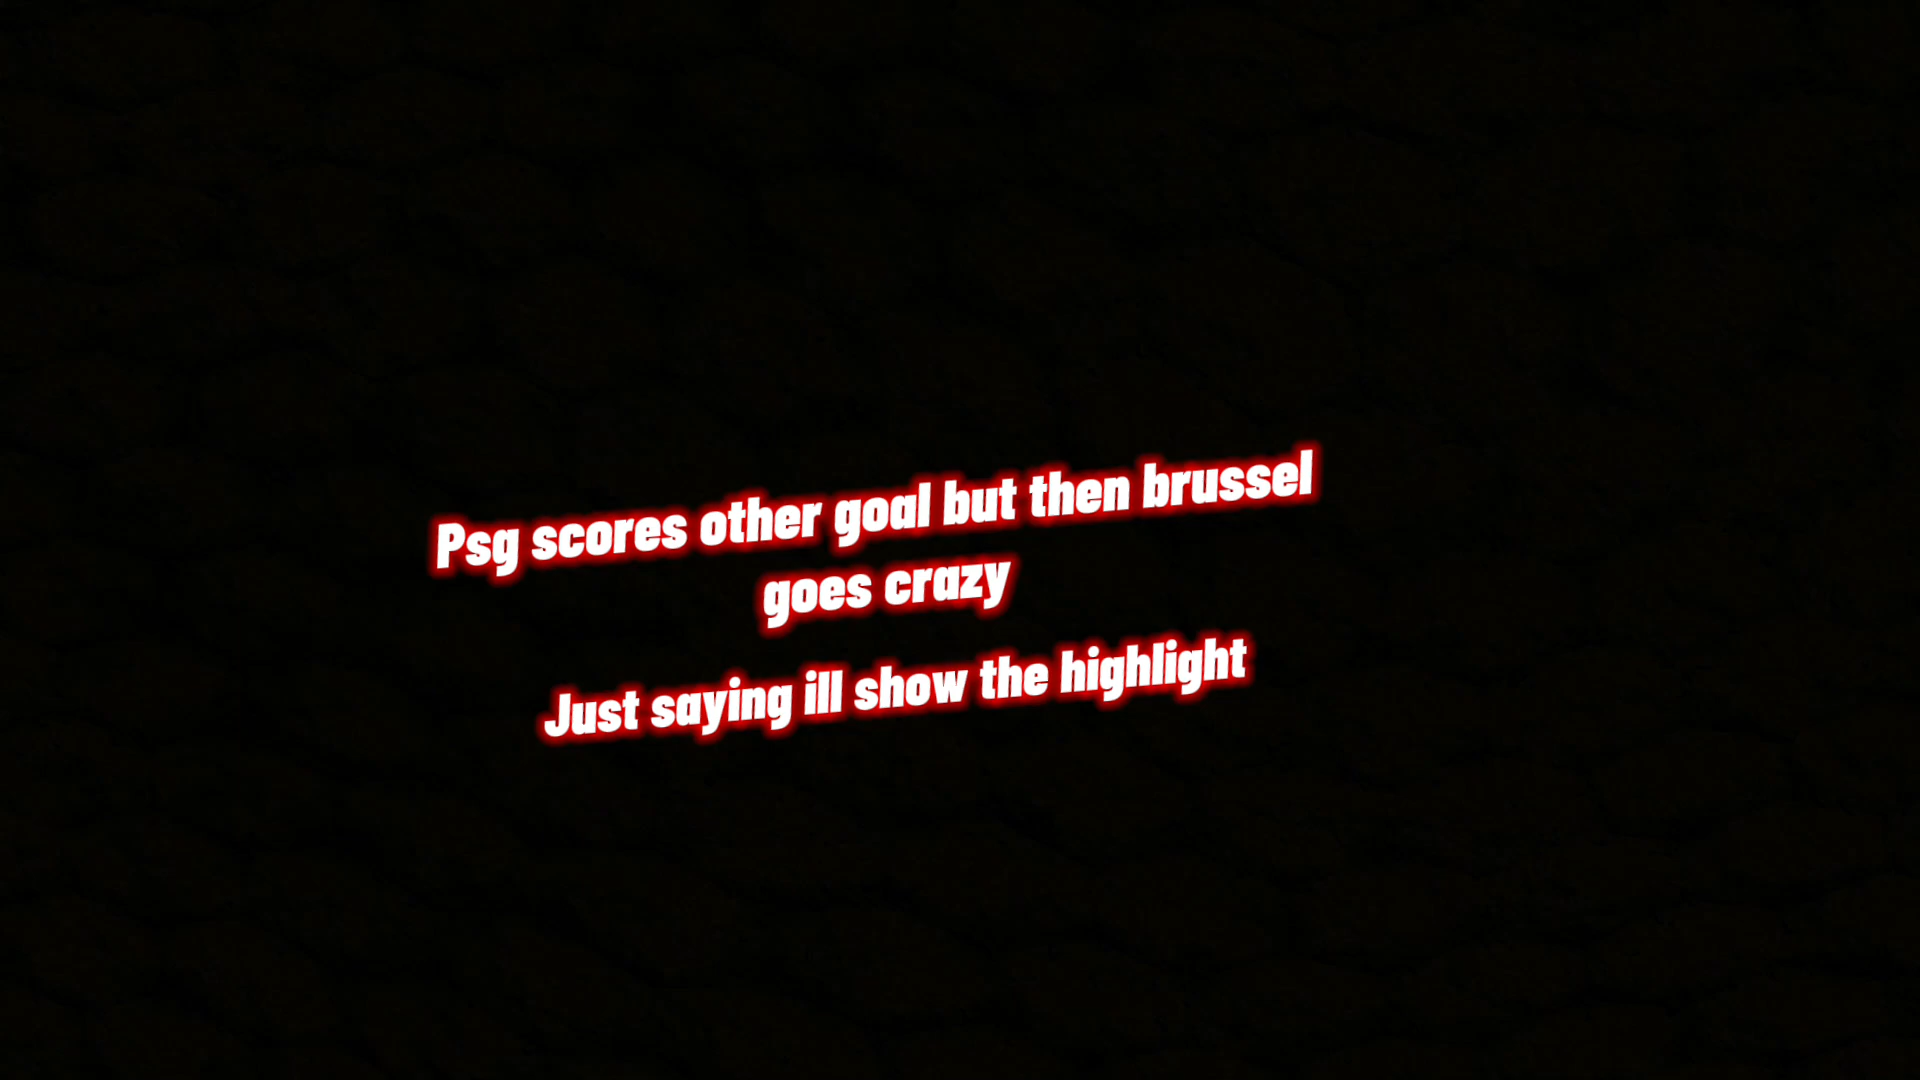 Psg scores other goal but then brussel
goes crazy
Just saying ill show the highlight